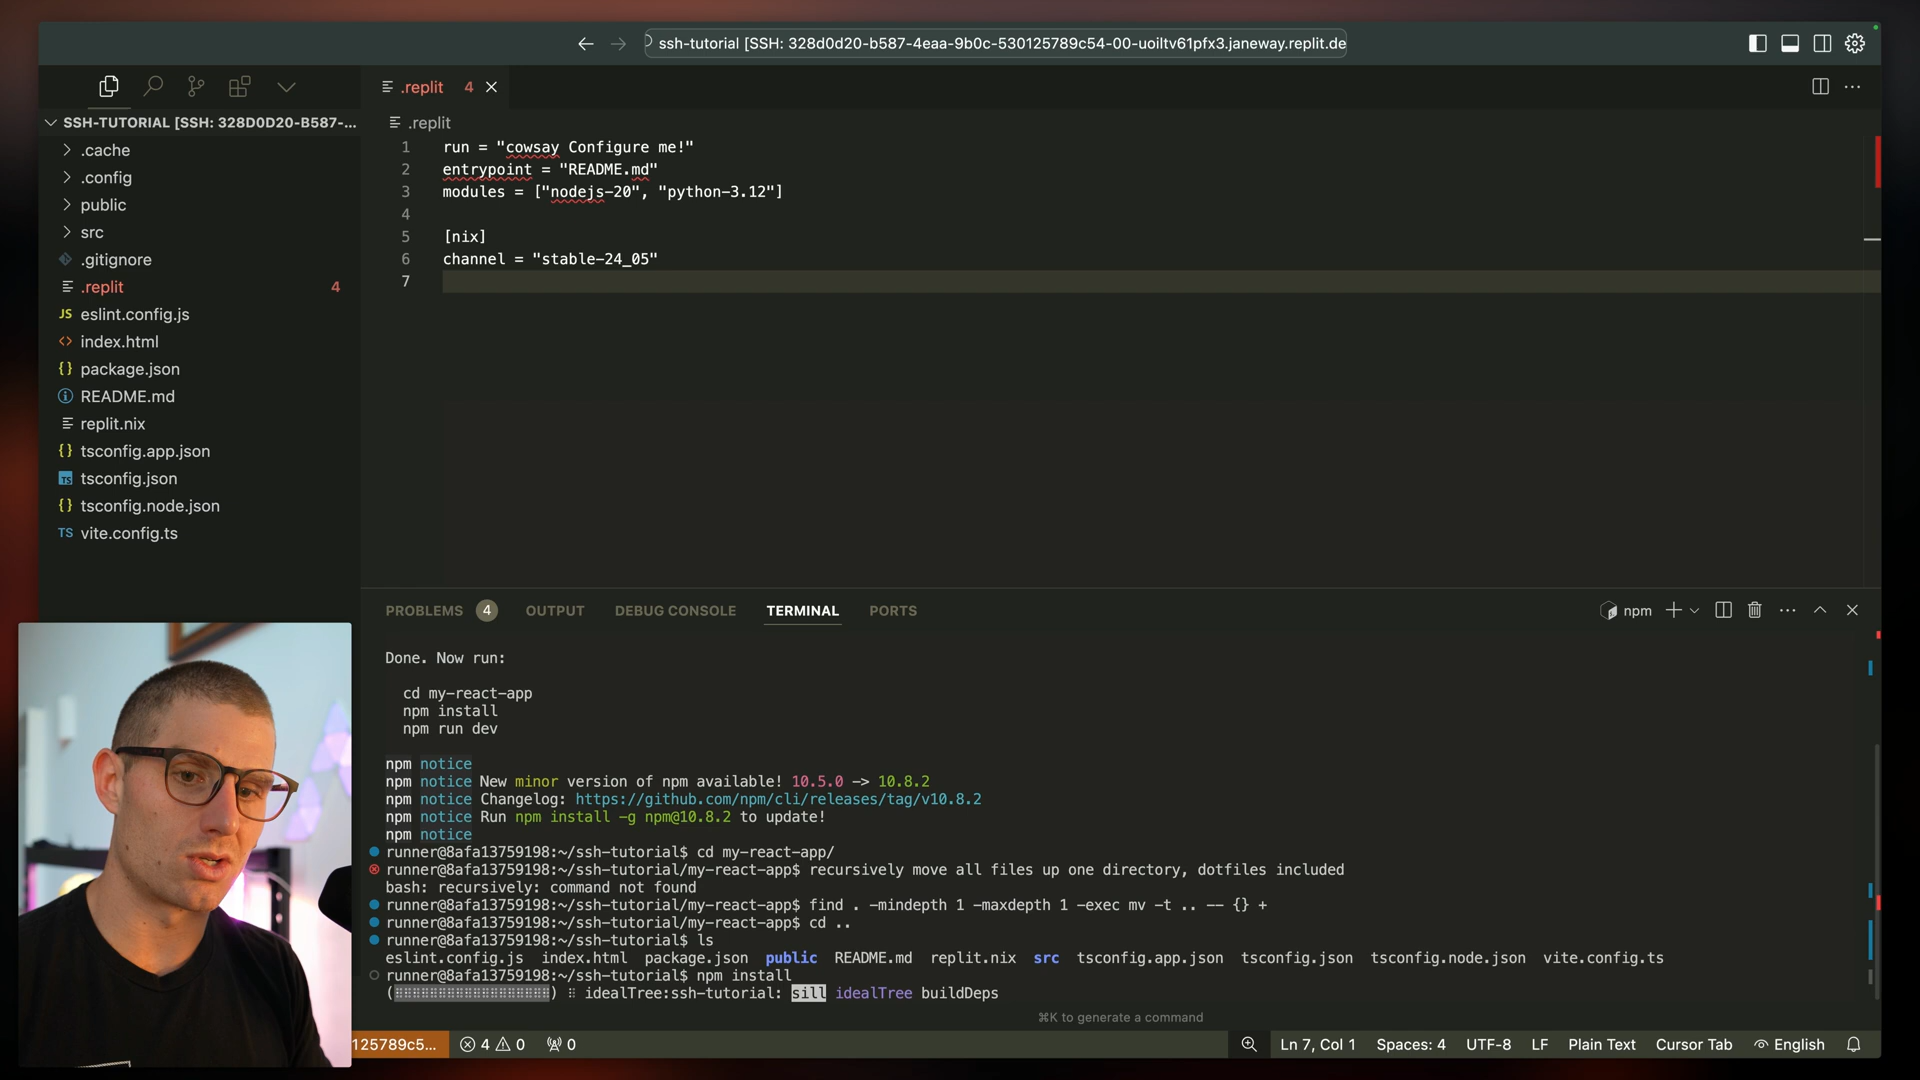 ssh-tutorial [SSH: 328d0d20-b587-4eaa-9b0c-530125789c54-00-uoiltv61pfx3.janeway.replit.de
.replit 4
SSH-TUTORIAL [SSH: 328D0D20-B587-...
.cache
.config
public
src
.gitignore
.replit 4
JS eslint.config.js
<> index.html
{} package.json
README.md
replit.nix
{} tsconfig.app.json
TS tsconfig.json
{} tsconfig.node.json
TS vite.config.ts
.replit
1 run = "cowsay Configure me!"
2 entrypoint = "README.md"
3 modules = ["nodejs-20", "python-3.12"]
4
5 [nix]
6 channel = "stable-24_05"
7
PROBLEMS 4 OUTPUT DEBUG CONSOLE TERMINAL PORTS
npm
Done. Now run:
cd my-react-app
npm install
npm run dev
npm notice
npm notice New minor version of npm available! 10.5.0 -> 10.8.2
npm notice Changelog: https://github.com/npm/cli/releases/tag/v10.8.2
npm notice Run npm install -g npm@10.8.2 to update!
npm notice
runner@8afa13759198:~/ssh-tutorial$ cd my-react-app/
runner@8afa13759198:~/ssh-tutorial/my-react-app$ recursively move all files up one directory, dotfiles included
bash: recursively: command not found
runner@8afa13759198:~/ssh-tutorial/my-react-app$ find . -mindepth 1 -maxdepth 1 -exec mv -t .. -- {} +
runner@8afa13759198:~/ssh-tutorial/my-react-app$ cd ..
runner@8afa13759198:~/ssh-tutorial$ ls
eslint.config.js index.html package.json public README.md replit.nix src tsconfig.app.json tsconfig.json tsconfig.node.json vite.config.ts
runner@8afa13759198:~/ssh-tutorial$ npm install
(⠿⠿⠿⠿⠿⠿⠿⠿⠿⠿⠿⠿⠿⠿⠿⠿⠿⠿) ⠿ idealTree:ssh-tutorial: sill idealTree buildDeps
⌘K to generate a command
125789c5... 4 0 0
Ln 7, Col 1 Spaces: 4 UTF-8 LF Plain Text Cursor Tab English